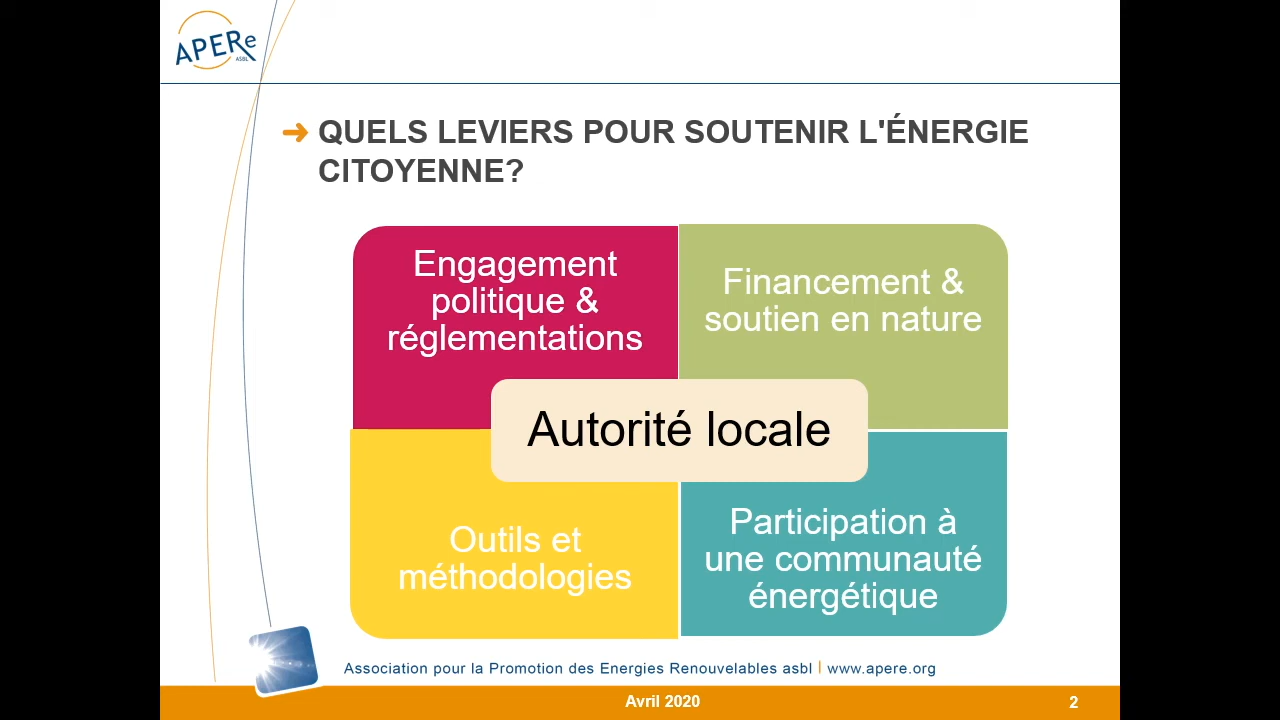 APERe
ASBL
QUELS LEVIERS POUR SOUTENIR L'ÉNERGIE
CITOYENNE?
Engagement
politique &
réglementations
Financement &
soutien en nature
Autorité locale
Outils et
méthodologies
Participation à
une communauté
énergétique
Association pour la Promotion des Energies Renouvelables asbl | www.apere.org
Avril 2020
2